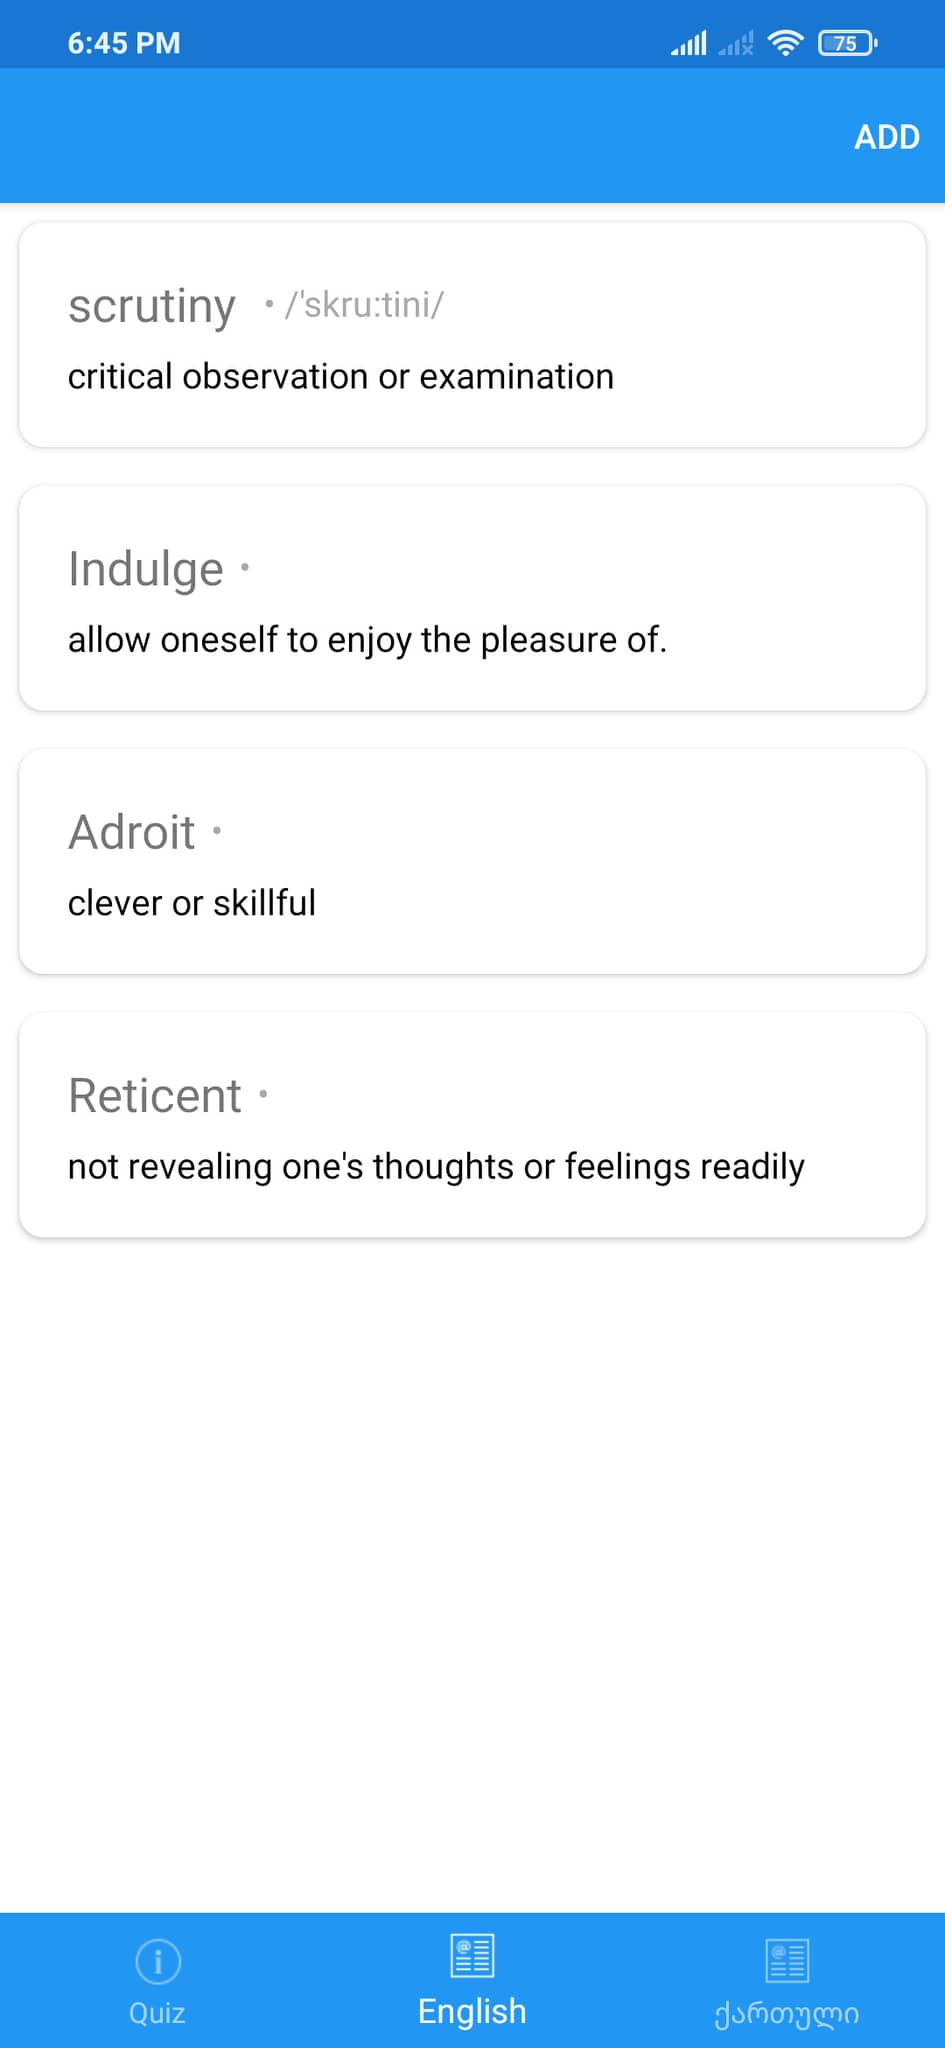 6:45 PM
75
ADD
scrutiny • /'skru:tini/
critical observation or examination
Indulge •
allow oneself to enjoy the pleasure of.
Adroit •
clever or skillful
Reticent •
not revealing one's thoughts or feelings readily
Quiz
English
ქართული